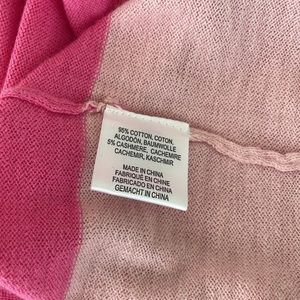 95% COTTON, COTON,
ALGODÓN, BAUMWOLLE
5% CASHMERE, CACHEMIRE
CACHEMIR, KASCHMIR
MADE IN CHINA
FABRIQUÉ EN CHINE
FABRICADO EN CHINA
GEMACHT IN CHINA